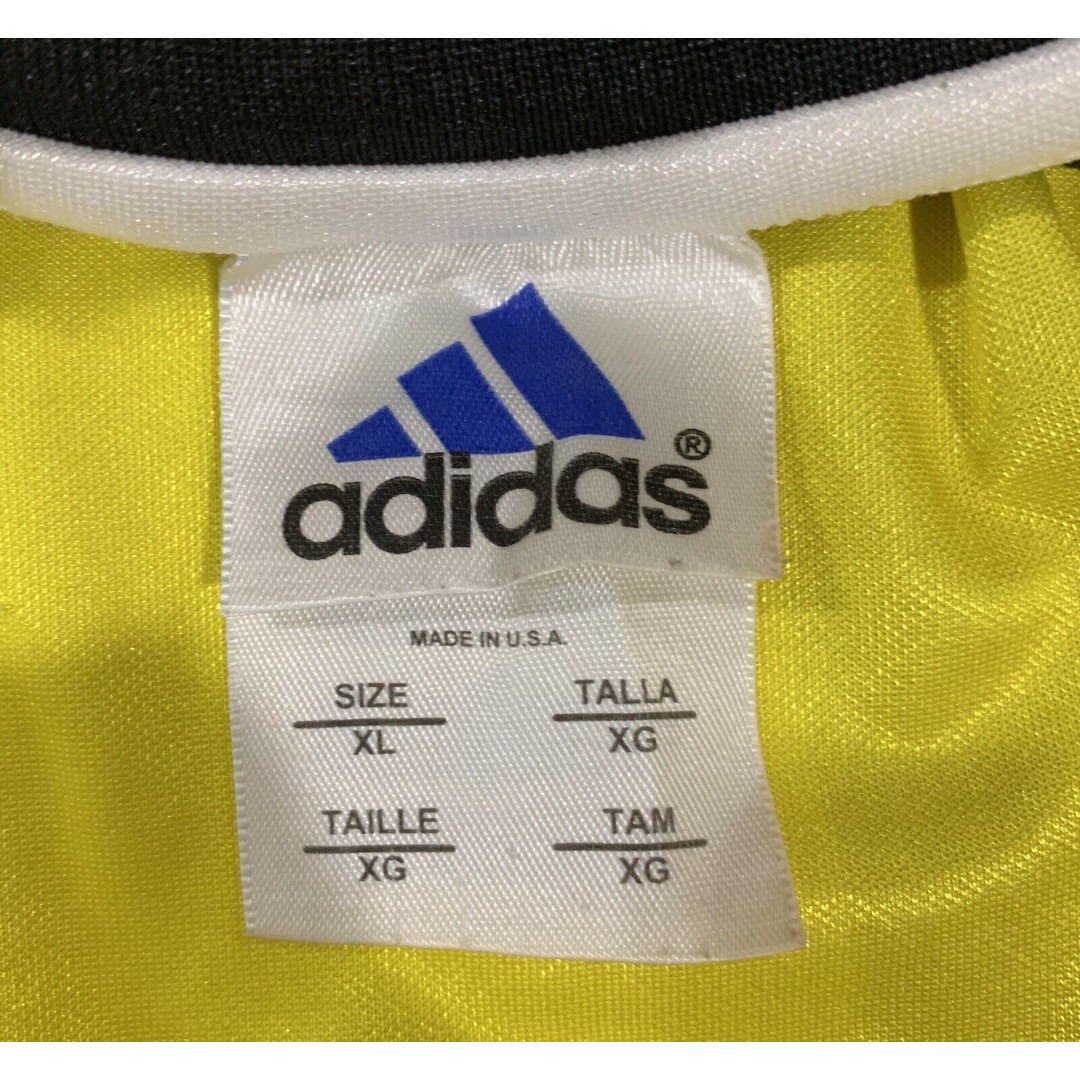 adidas®
MADE IN U.S.A.
SIZE TALLA
XL XG
TAILLE TAM
XG XG